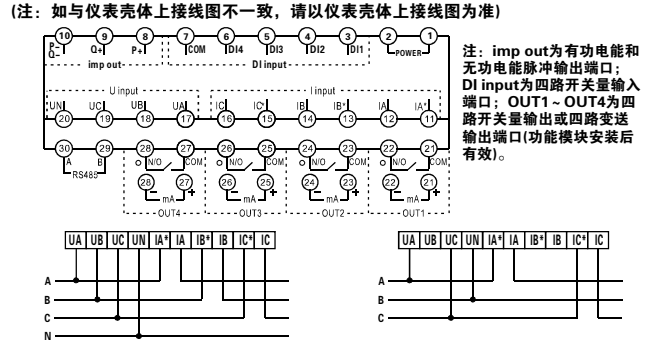 (注：如与仪表壳体上接线图不一致，请以仪表壳体上接线图为准)
10 9 8 7 6 5 4 3 2 1
P- Q- Q+ P+ COM DI4 DI3 DI2 DI1 POWER
imp out DI input
U input I input
UN UC UB UA IC IC* IB IB* IA IA*
20 19 18 17 16 15 14 13 12 11
30 29 28 27 26 25 24 23 22 21
A B N/O COM N/O COM N/O COM N/O COM
RS485
28 27 26 25 24 23 22 21
- mA + - mA + - mA + - mA +
OUT4 OUT3 OUT2 OUT1
注：imp out为有功电能和
无功电能脉冲输出端口；
DI input为四路开关量输入
端口；OUT1~OUT4为四
路开关量输出或四路变送
输出端口(功能模块安装后
有效)。
UA UB UC UN IA* IA IB* IB IC* IC
A
B
C
N
UA UB UC UN IA* IA IB* IB IC* IC
A
B
C